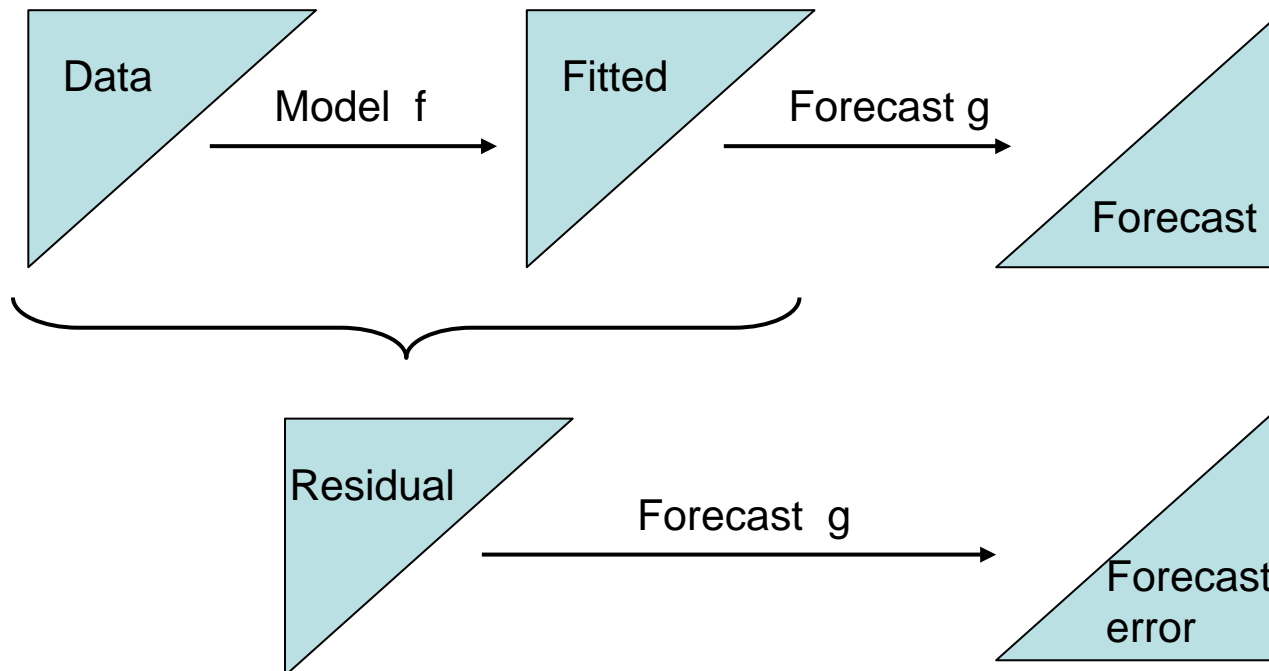 Data
Model f
Fitted
Forecast g
Forecast
Residual
Forecast g
Forecast
error